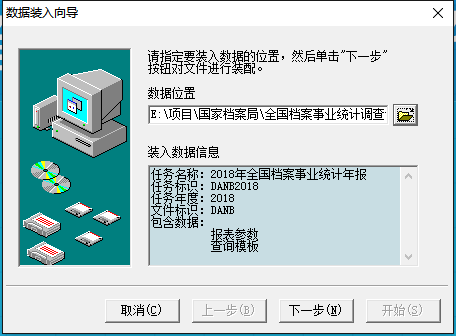 数据装入向导
请指定要装入数据的位置，然后单击"下一步"
按钮对文件进行装配。
数据位置
E:\项目\国家档案局\全国档案事业统计调查
装入数据信息
任务名称：2018年全国档案事业统计年报
任务标识：DANB2018
任务年度：2018
文件标识：DANB
包含数据：
报表参数
查询模板
取消(C)
上一步(B)
下一步(N)
开始(S)